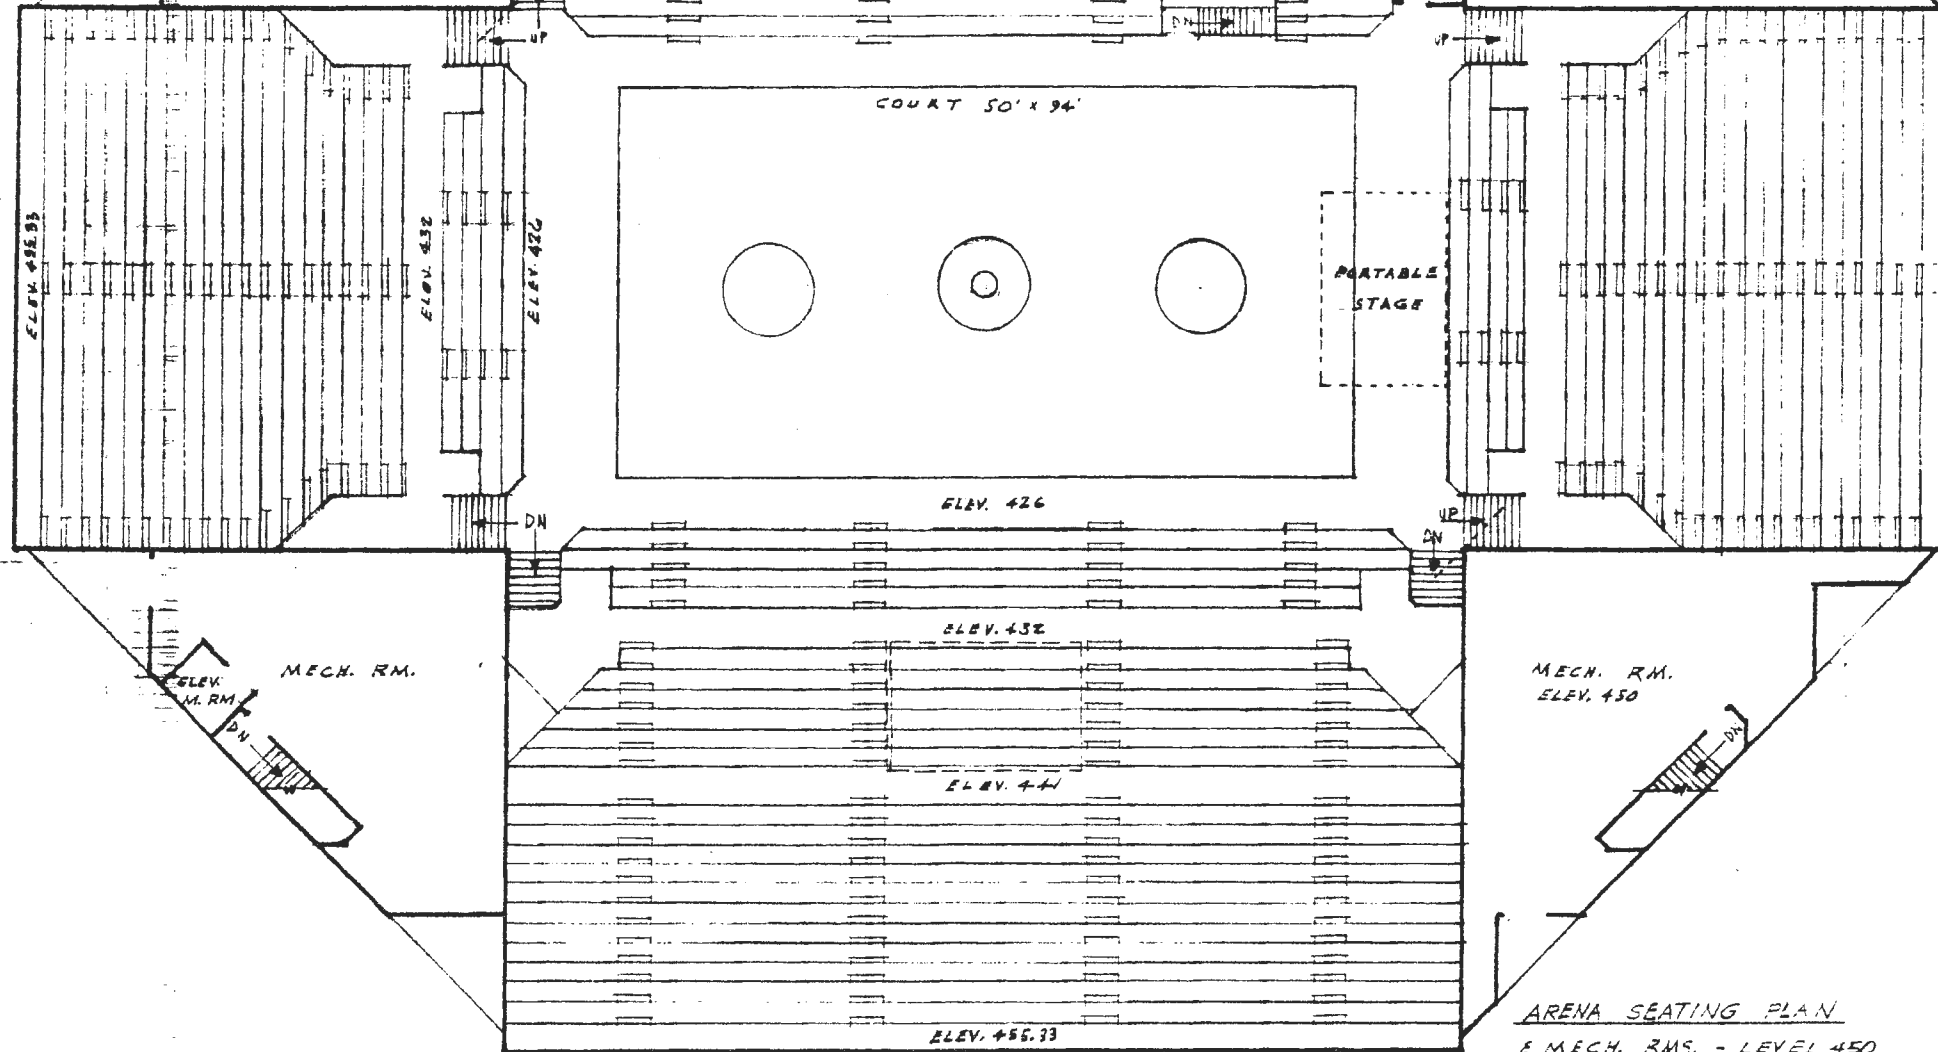 DN
UP
UP
COURT 50' x 94'
ELEV. 455.33
ELEV. 432
ELEV. 426
PORTABLE
STAGE
ELEV. 426
DN
DN
UP
DN
ELEV. 432
MECH. RM.
ELEV.
M. RM.
DN
MECH. RM.
ELEV. 450
DN
ELEV. 441
ELEV. 455.33
ARENA SEATING PLAN
& MECH. RMS. - LEVEL 450